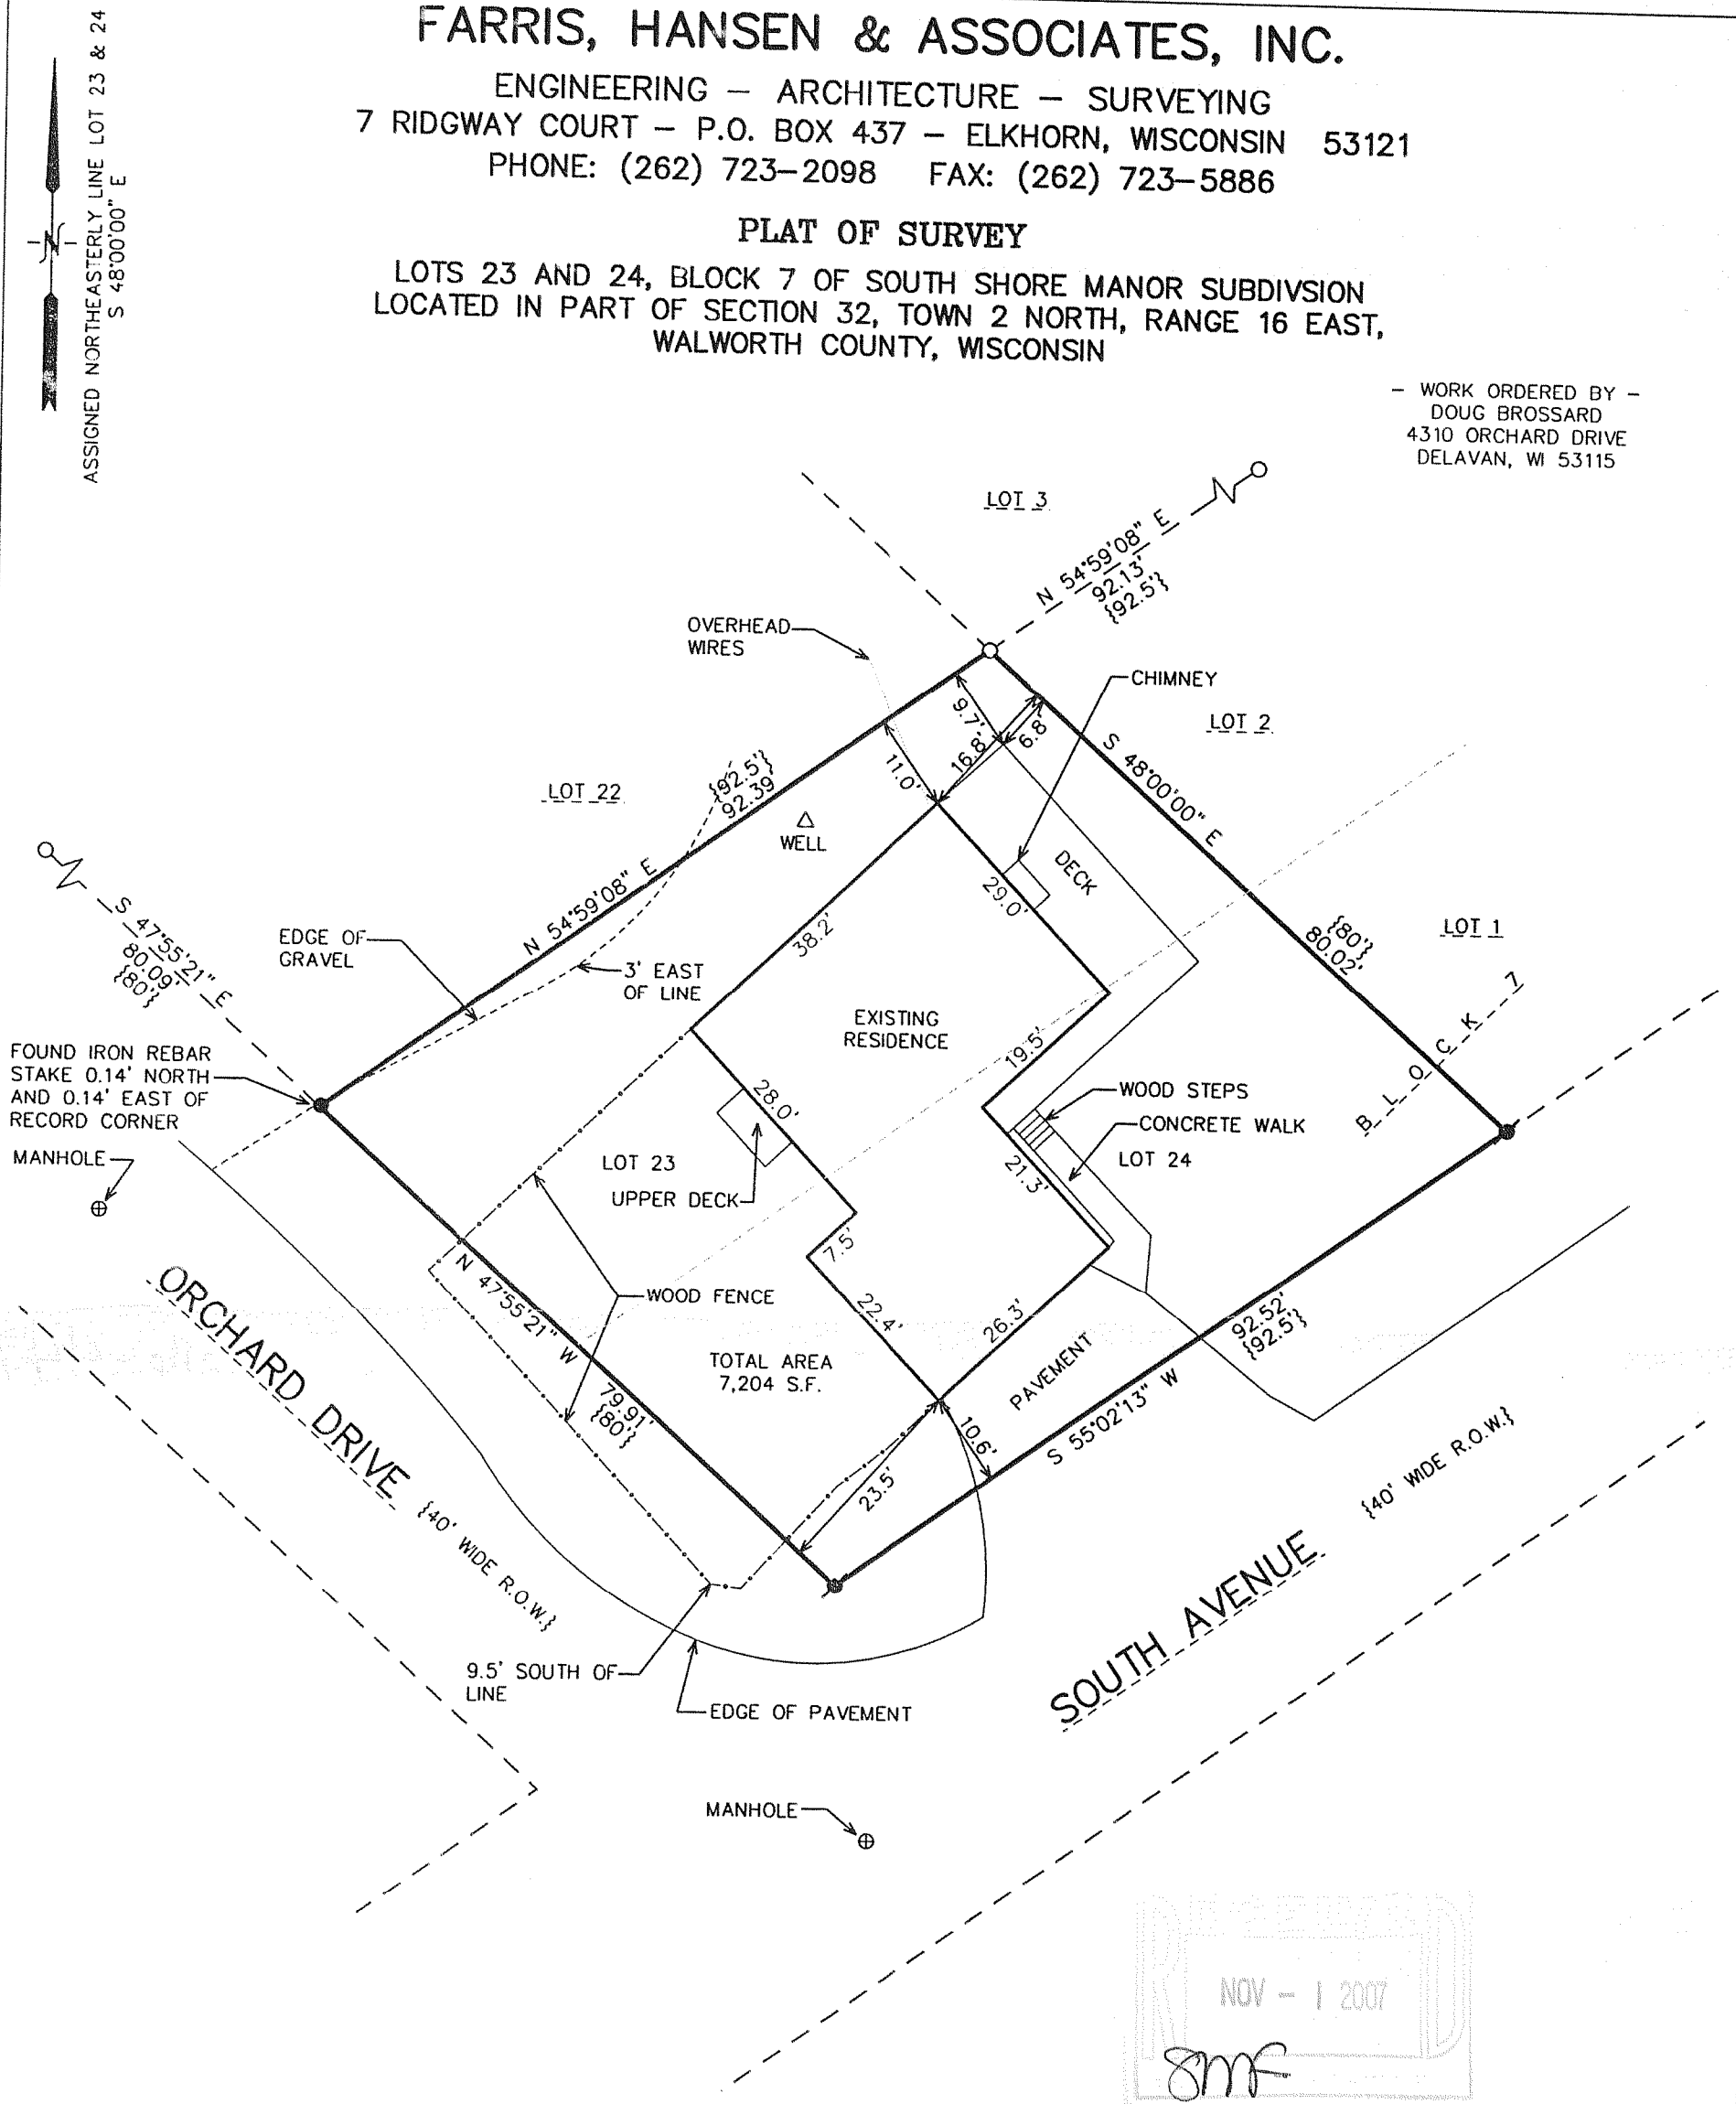 FARRIS, HANSEN & ASSOCIATES, INC.
ENGINEERING – ARCHITECTURE – SURVEYING
7 RIDGWAY COURT – P.O. BOX 437 – ELKHORN, WISCONSIN 53121
PHONE: (262) 723–2098 FAX: (262) 723–5886
PLAT OF SURVEY
LOTS 23 AND 24, BLOCK 7 OF SOUTH SHORE MANOR SUBDIVSION
LOCATED IN PART OF SECTION 32, TOWN 2 NORTH, RANGE 16 EAST,
WALWORTH COUNTY, WISCONSIN
ASSIGNED NORTHEASTERLY LINE LOT 23 & 24
S 48°00'00" E
N
– WORK ORDERED BY –
DOUG BROSSARD
4310 ORCHARD DRIVE
DELAVAN, WI 53115
LOT 3
N 54°59'08" E
92.13'
{92.5'}
OVERHEAD
WIRES
CHIMNEY
LOT 2
9.7'
16.8'
6.8'
11.0'
S 48°00'00" E
LOT 22
{92.5'}
92.39'
WELL
DECK
29.0'
N 54°59'08" E
38.2'
S 47°55'21" E
80.09'
{80'}
EDGE OF
GRAVEL
3' EAST
OF LINE
{80'}
80.02'
LOT 1
BLOCK 7
EXISTING
RESIDENCE
19.5'
FOUND IRON REBAR
STAKE 0.14' NORTH
AND 0.14' EAST OF
RECORD CORNER
MANHOLE
28.0'
WOOD STEPS
CONCRETE WALK
LOT 24
LOT 23
UPPER DECK
21.3'
7.5'
N 47°55'21" W
WOOD FENCE
22.4'
26.3'
92.52'
{92.5'}
ORCHARD DRIVE
{40' WIDE R.O.W.}
TOTAL AREA
7,204 S.F.
PAVEMENT
79.91'
{80'}
10.6'
S 55°02'13" W
23.5'
SOUTH AVENUE
{40' WIDE R.O.W.}
9.5' SOUTH OF
LINE
EDGE OF PAVEMENT
MANHOLE
RECEIVED
NOV – 1 2007
SMF